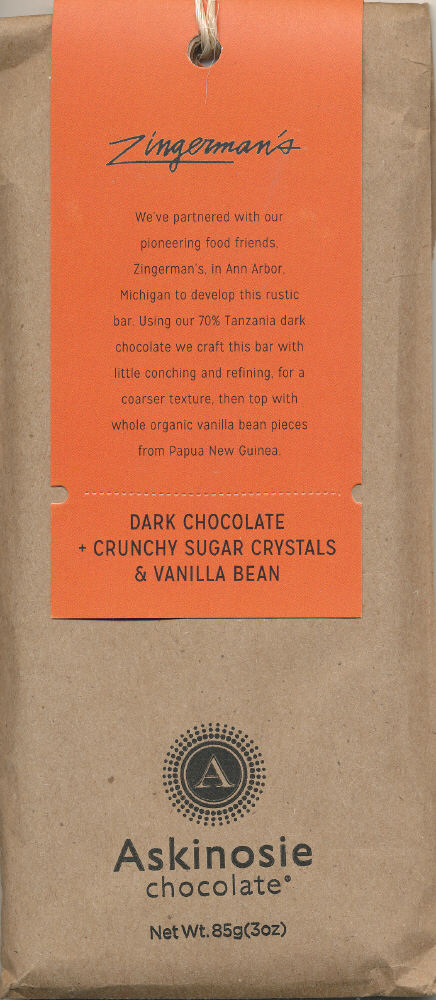 Zingerman's
We've partnered with our
pioneering food friends,
Zingerman's, in Ann Arbor,
Michigan to develop this rustic
bar. Using our 70% Tanzania dark
chocolate we craft this bar with
little conching and refining, for a
coarser texture, then top with
whole organic vanilla bean pieces
from Papua New Guinea.
DARK CHOCOLATE
+ CRUNCHY SUGAR CRYSTALS
& VANILLA BEAN
A
Askinosie
chocolate®
Net Wt. 85g(3oz)